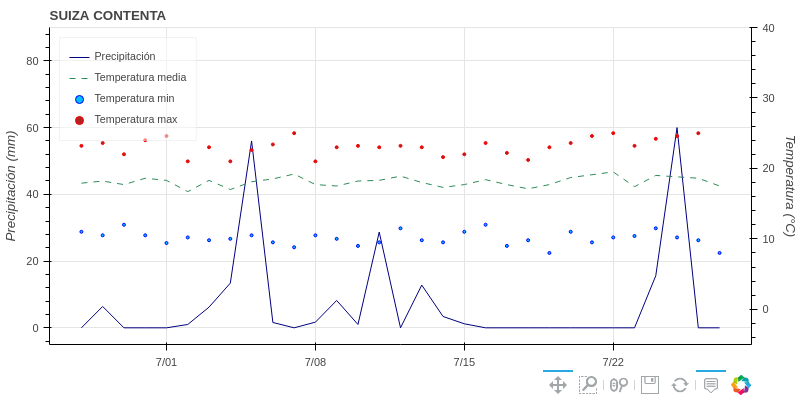 SUIZA CONTENTA
Precipitación
Temperatura media
Temperatura min
Temperatura max
Precipitación (mm)
80
60
40
20
0
Temperatura (°C)
40
30
20
10
0
7/01
7/08
7/15
7/22